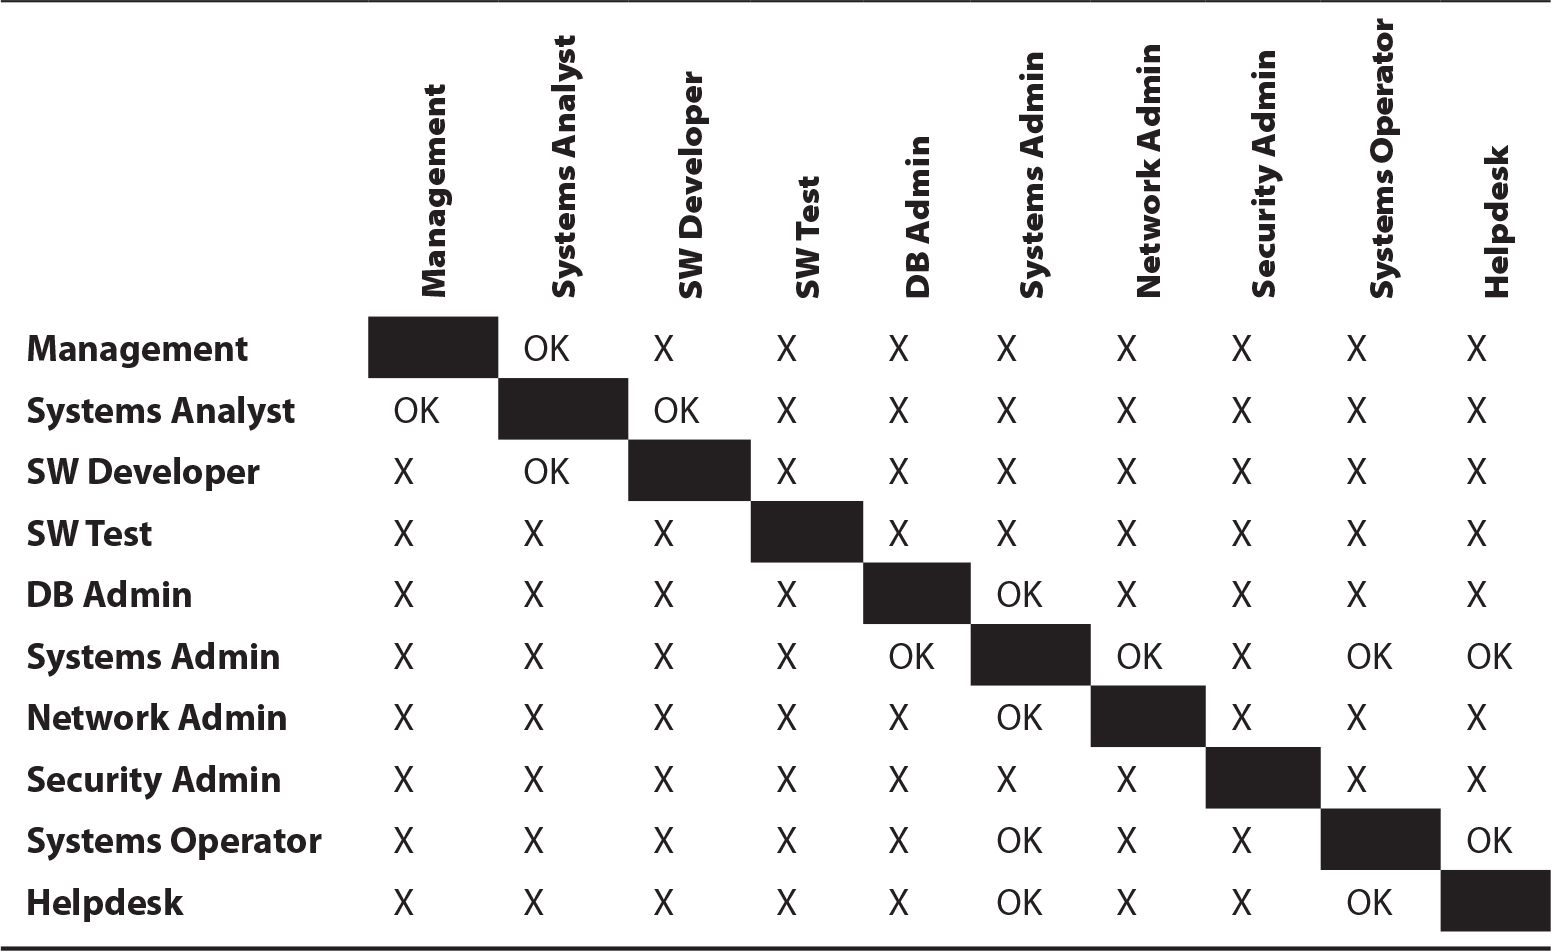 Management Systems Analyst SW Developer SW Test DB Admin Systems Admin Network Admin Security Admin Systems Operator Helpdesk
Management OK X X X X X X X X
Systems Analyst OK OK X X X X X X X
SW Developer X OK X X X X X X X
SW Test X X X X X X X X X
DB Admin X X X X OK X X X X
Systems Admin X X X X OK OK X OK OK
Network Admin X X X X X OK X X X
Security Admin X X X X X X X X X
Systems Operator X X X X X OK X X OK
Helpdesk X X X X X OK X X OK